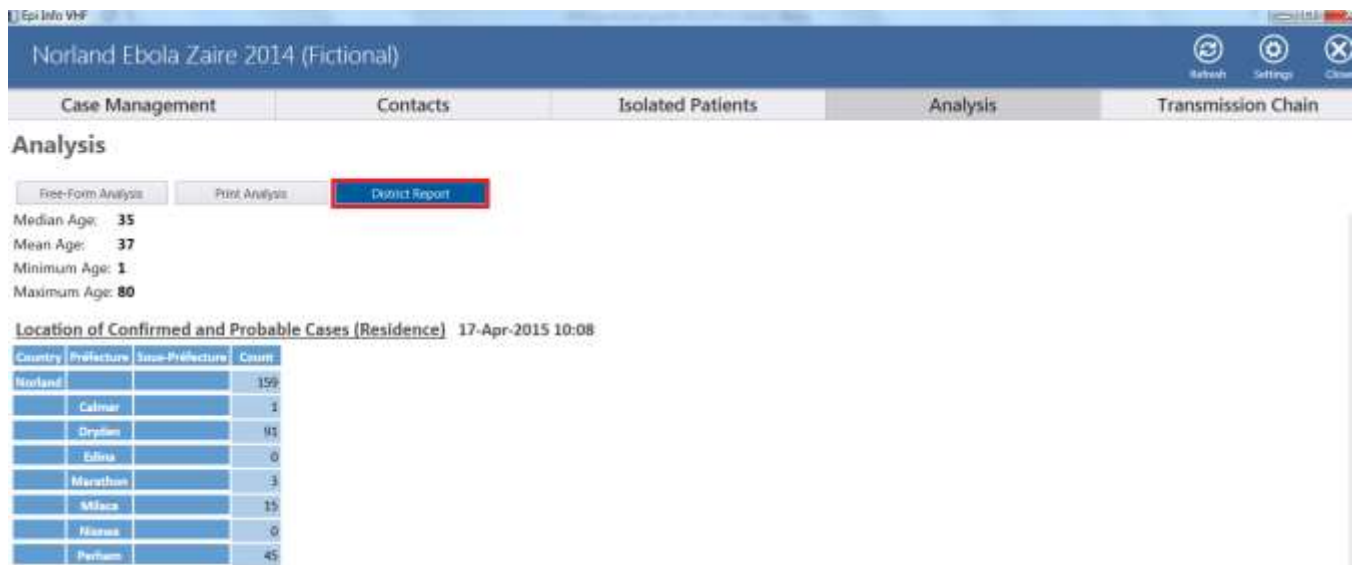 Epi Info VHF
Norland Ebola Zaire 2014 (Fictional)
Refresh Settings Close
Case Management Contacts Isolated Patients Analysis Transmission Chain
Analysis
Free-Form Analysis Print Analysis District Report
Median Age: 35
Mean Age: 37
Minimum Age: 1
Maximum Age: 80
Location of Confirmed and Probable Cases (Residence) 17-Apr-2015 10:08
Country Préfecture Sous-Préfecture Count
Norland 159
Calmar 1
Dryden 91
Edina 0
Marathon 3
Milaca 15
0
Perham 45